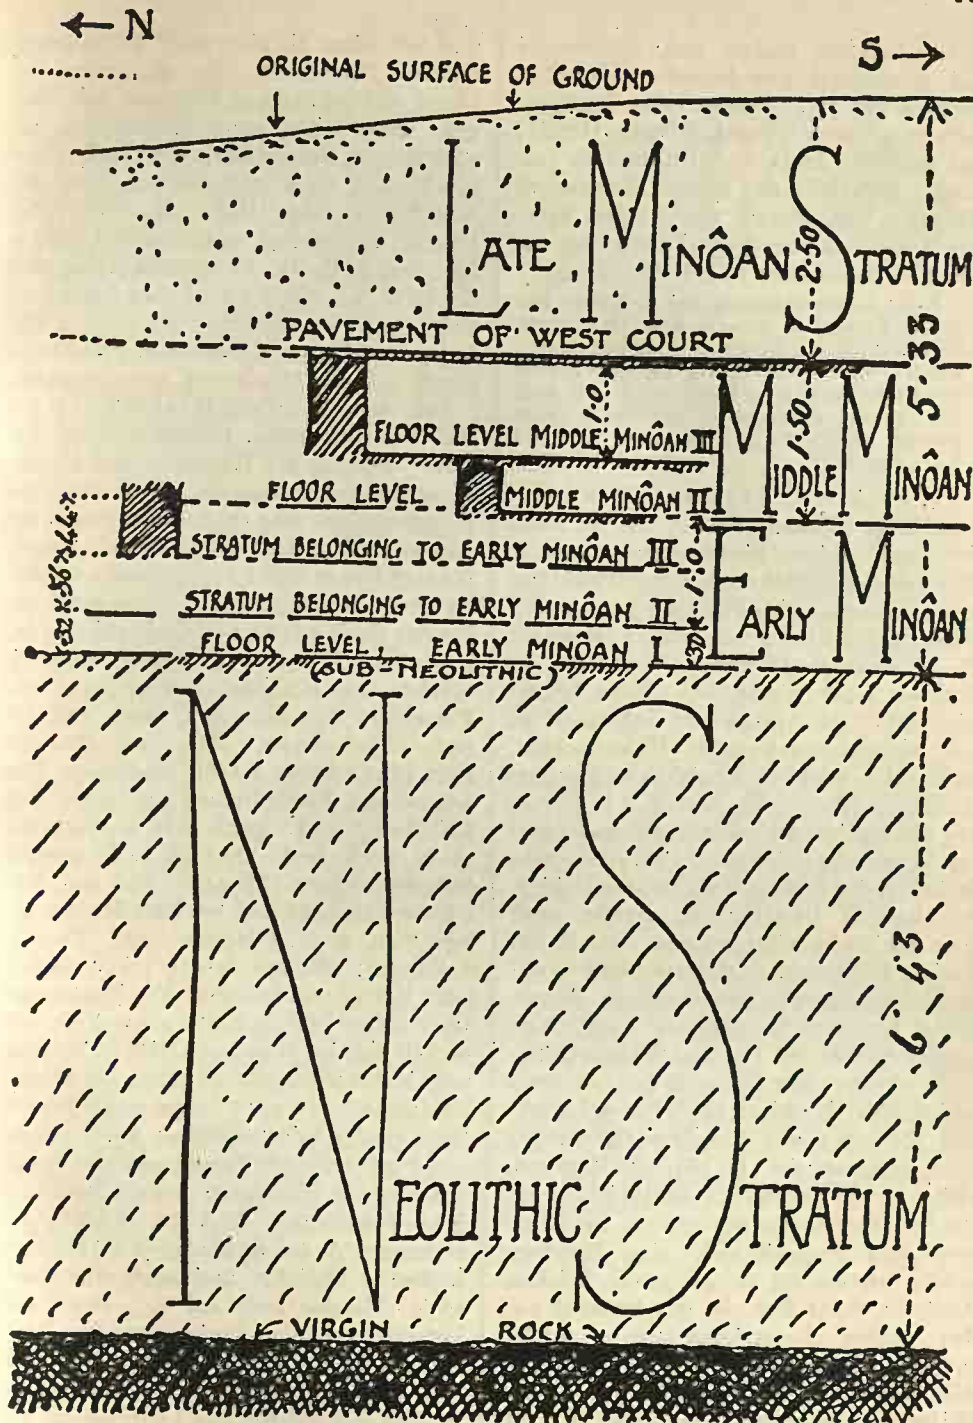 ← N
S →
ORIGINAL SURFACE OF GROUND
LATE MINÔAN STRATUM
2.50
PAVEMENT OF WEST COURT
5.33
1.0
1.50
FLOOR LEVEL MIDDLE MINÔAN III
MIDDLE MINÔAN
FLOOR LEVEL MIDDLE MINÔAN II
.44
STRATUM BELONGING TO EARLY MINÔAN III
.56
1.0
EARLY MINÔAN
STRATUM BELONGING TO EARLY MINÔAN II
.32
FLOOR LEVEL, EARLY MINÔAN I
(SUB-NEOLITHIC)
6.43
NEOLITHIC STRATUM
VIRGIN ROCK